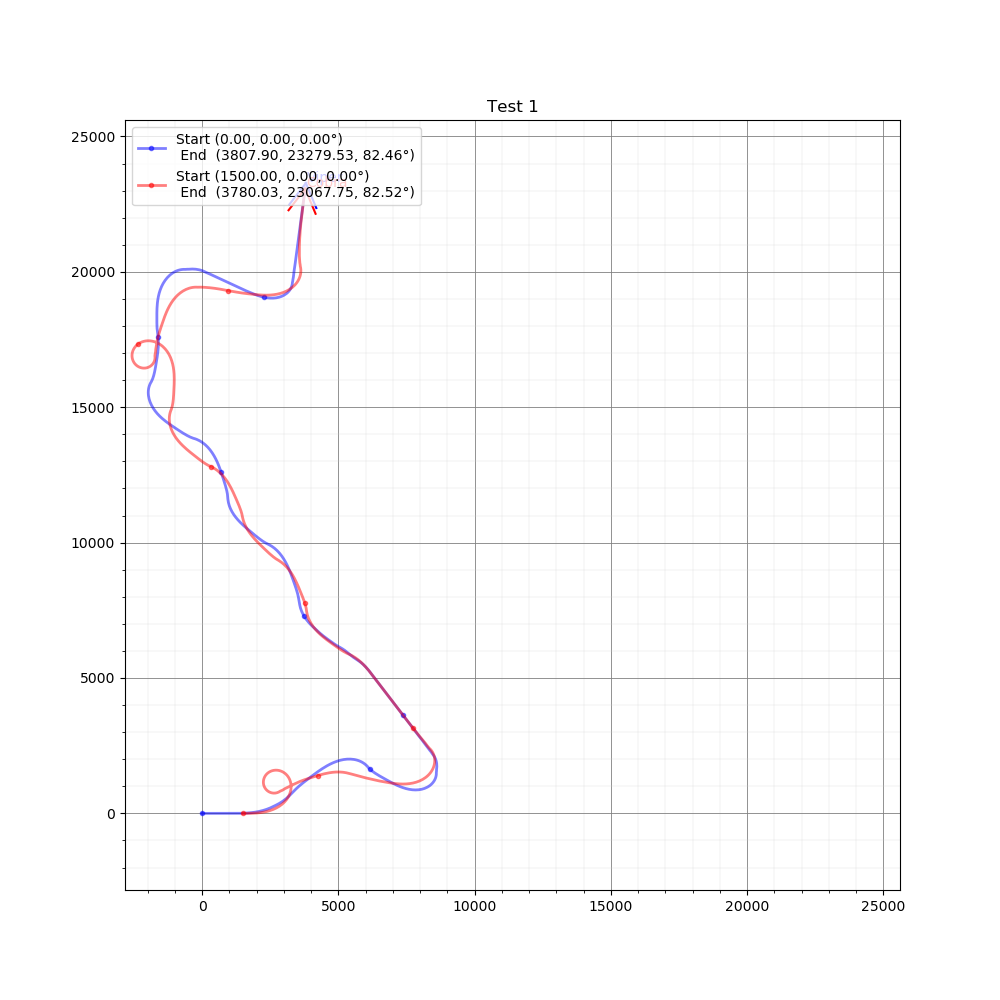 Test 1
Start (0.00, 0.00, 0.00°)
End (3807.90, 23279.53, 82.46°)
Start (1500.00, 0.00, 0.00°)
End (3780.03, 23067.75, 82.52°)
25000
20000
15000
10000
5000
0
0 5000 10000 15000 20000 25000